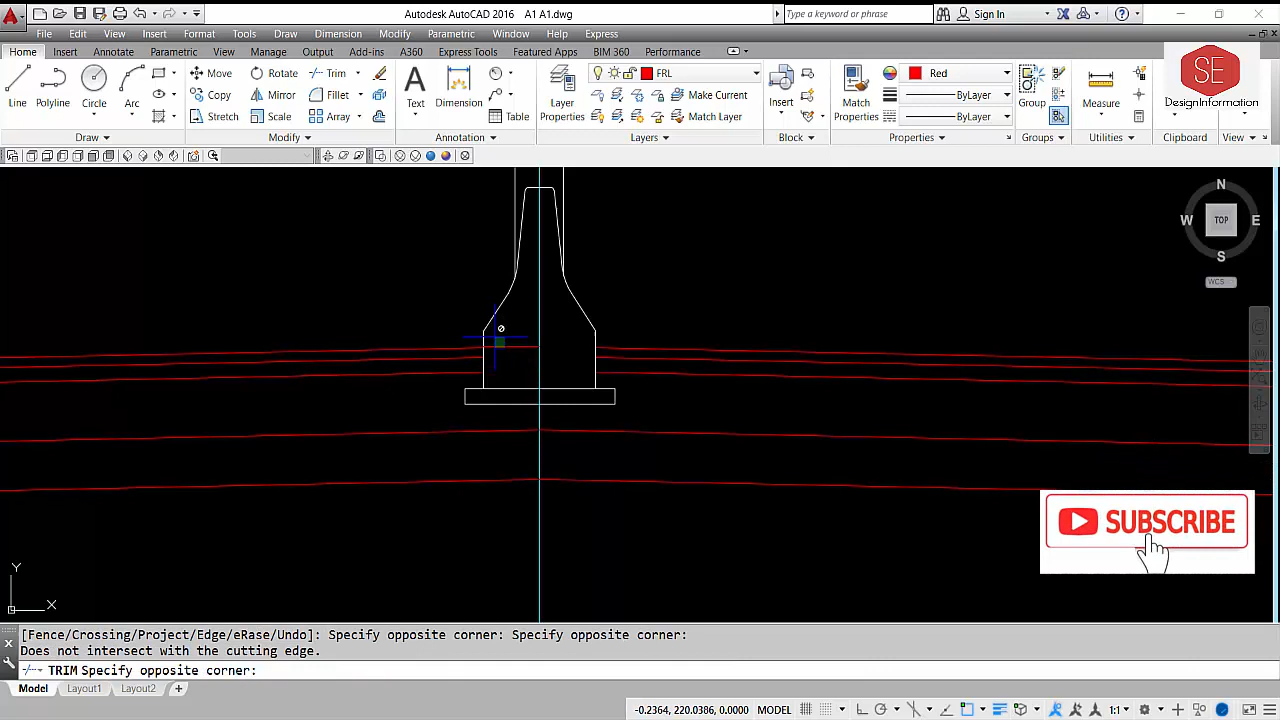 Autodesk AutoCAD 2016 A1 A1.dwg
Type a keyword or phrase
Sign In
File Edit View Insert Format Tools Draw Dimension Modify Parametric Window Help Express
Home Insert Annotate Parametric View Manage Output Add-ins A360 Express Tools Featured Apps BIM 360 Performance
Line Polyline Circle Arc
Move Rotate Trim
Copy Mirror Fillet
Stretch Scale Array
Text Dimension Table
Layer Properties
FRL
Make Current
Match Layer
Insert
Match Properties
Red
ByLayer
ByLayer
Group
Measure
SE
DesignInformation
Draw Modify Annotation Layers Block Properties Groups Utilities Clipboard View
N
W TOP E
S
WCS
SUBSCRIBE
Y
X
[Fence/Crossing/Project/Edge/eRase/Undo]: Specify opposite corner: Specify opposite corner:
Does not intersect with the cutting edge.
TRIM Specify opposite corner:
Model Layout1 Layout2 +
-0.2364, 220.0386, 0.0000 MODEL 1:1